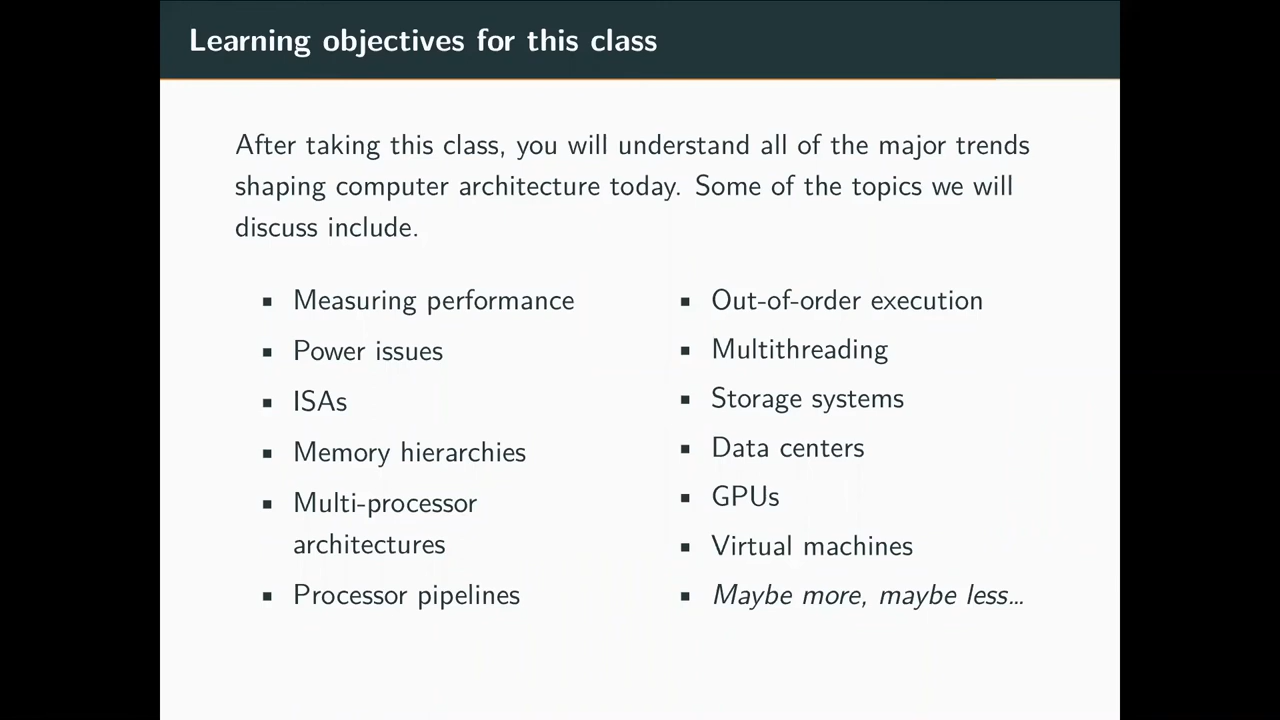 Learning objectives for this class
After taking this class, you will understand all of the major trends
shaping computer architecture today. Some of the topics we will
discuss include.
▪ Measuring performance
▪ Power issues
▪ ISAs
▪ Memory hierarchies
▪ Multi-processor
architectures
▪ Processor pipelines
▪ Out-of-order execution
▪ Multithreading
▪ Storage systems
▪ Data centers
▪ GPUs
▪ Virtual machines
▪ Maybe more, maybe less…